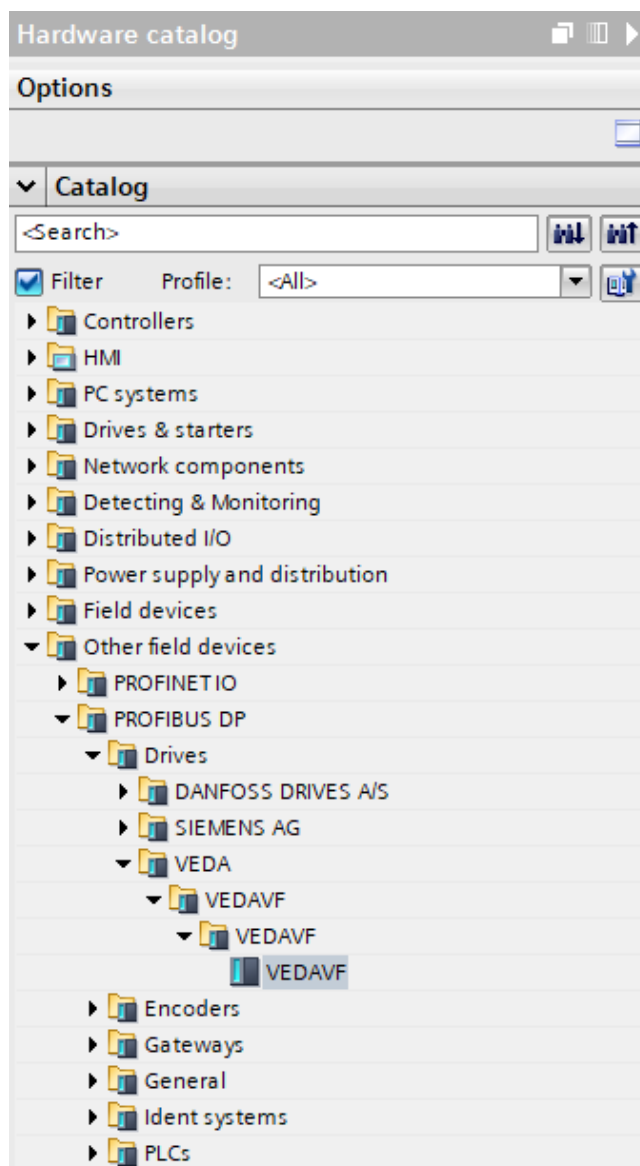 Hardware catalog
Options
Catalog
<Search>
Filter Profile: <All>
Controllers
HMI
PC systems
Drives & starters
Network components
Detecting & Monitoring
Distributed I/O
Power supply and distribution
Field devices
Other field devices
PROFINET IO
PROFIBUS DP
Drives
DANFOSS DRIVES A/S
SIEMENS AG
VEDA
VEDAVF
VEDAVF
VEDAVF
Encoders
Gateways
General
Ident systems
PLCs